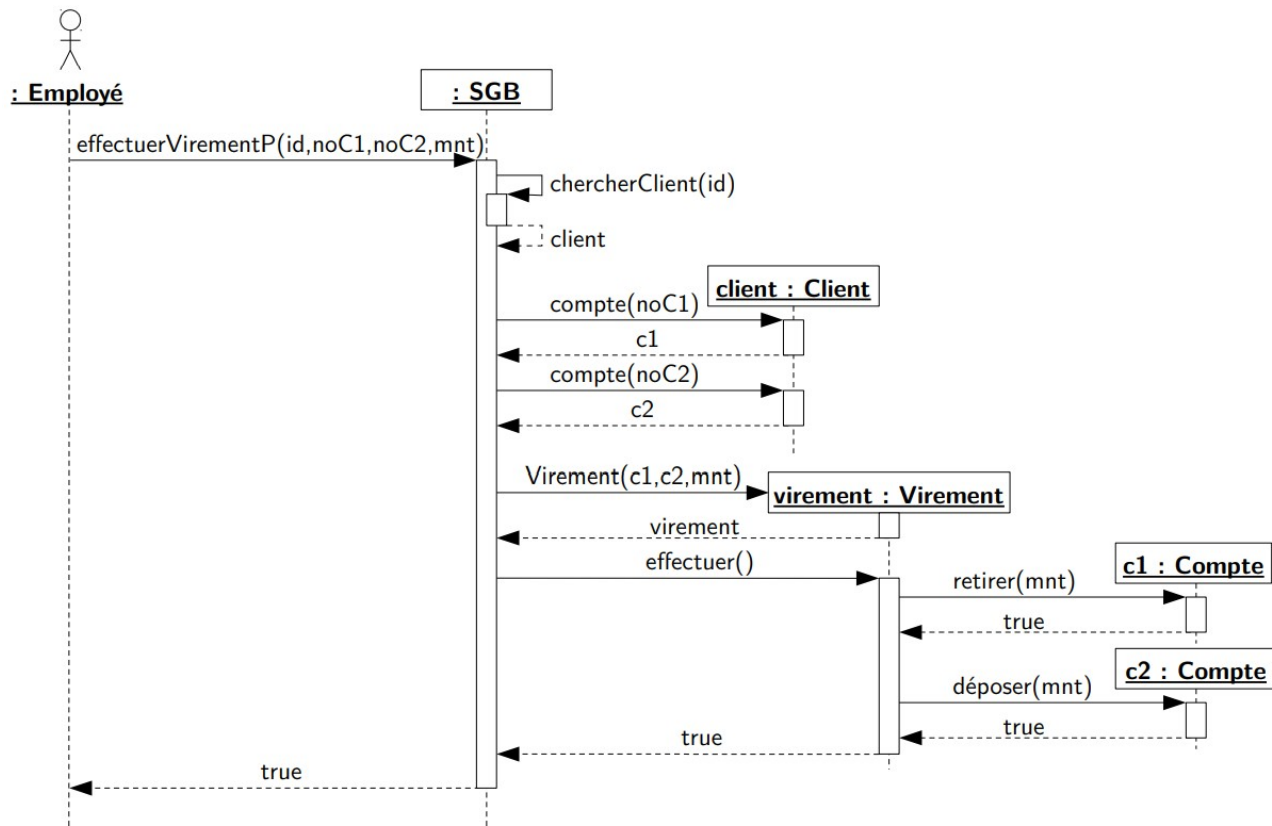 : Employé
: SGB
effectuerVirementP(id,noC1,noC2,mnt)
chercherClient(id)
client
client : Client
compte(noC1)
c1
compte(noC2)
c2
Virement(c1,c2,mnt)
virement : Virement
virement
effectuer()
c1 : Compte
retirer(mnt)
true
c2 : Compte
déposer(mnt)
true
true
true